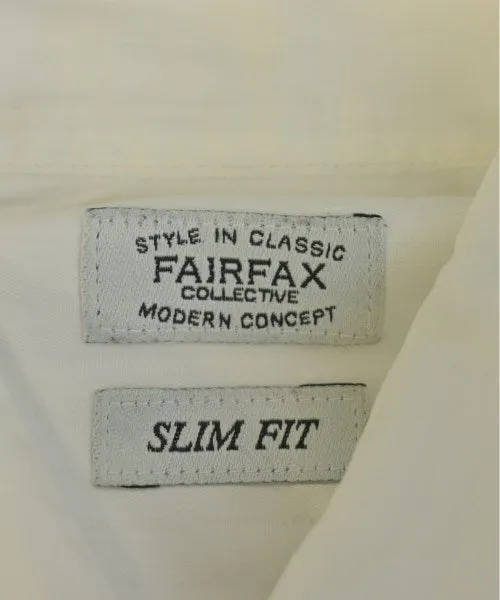 STYLE IN CLASSIC
FAIRFAX
COLLECTIVE
MODERN CONCEPT
SLIM FIT